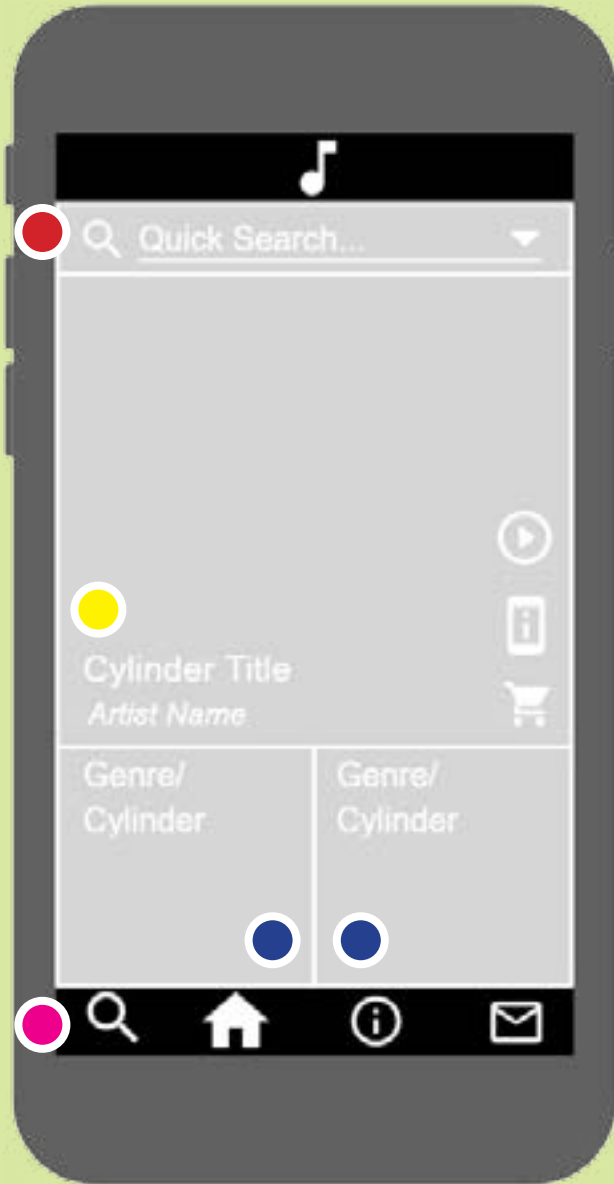 Quick Search...
Cylinder Title
Artist Name
Genre/
Cylinder
Genre/
Cylinder